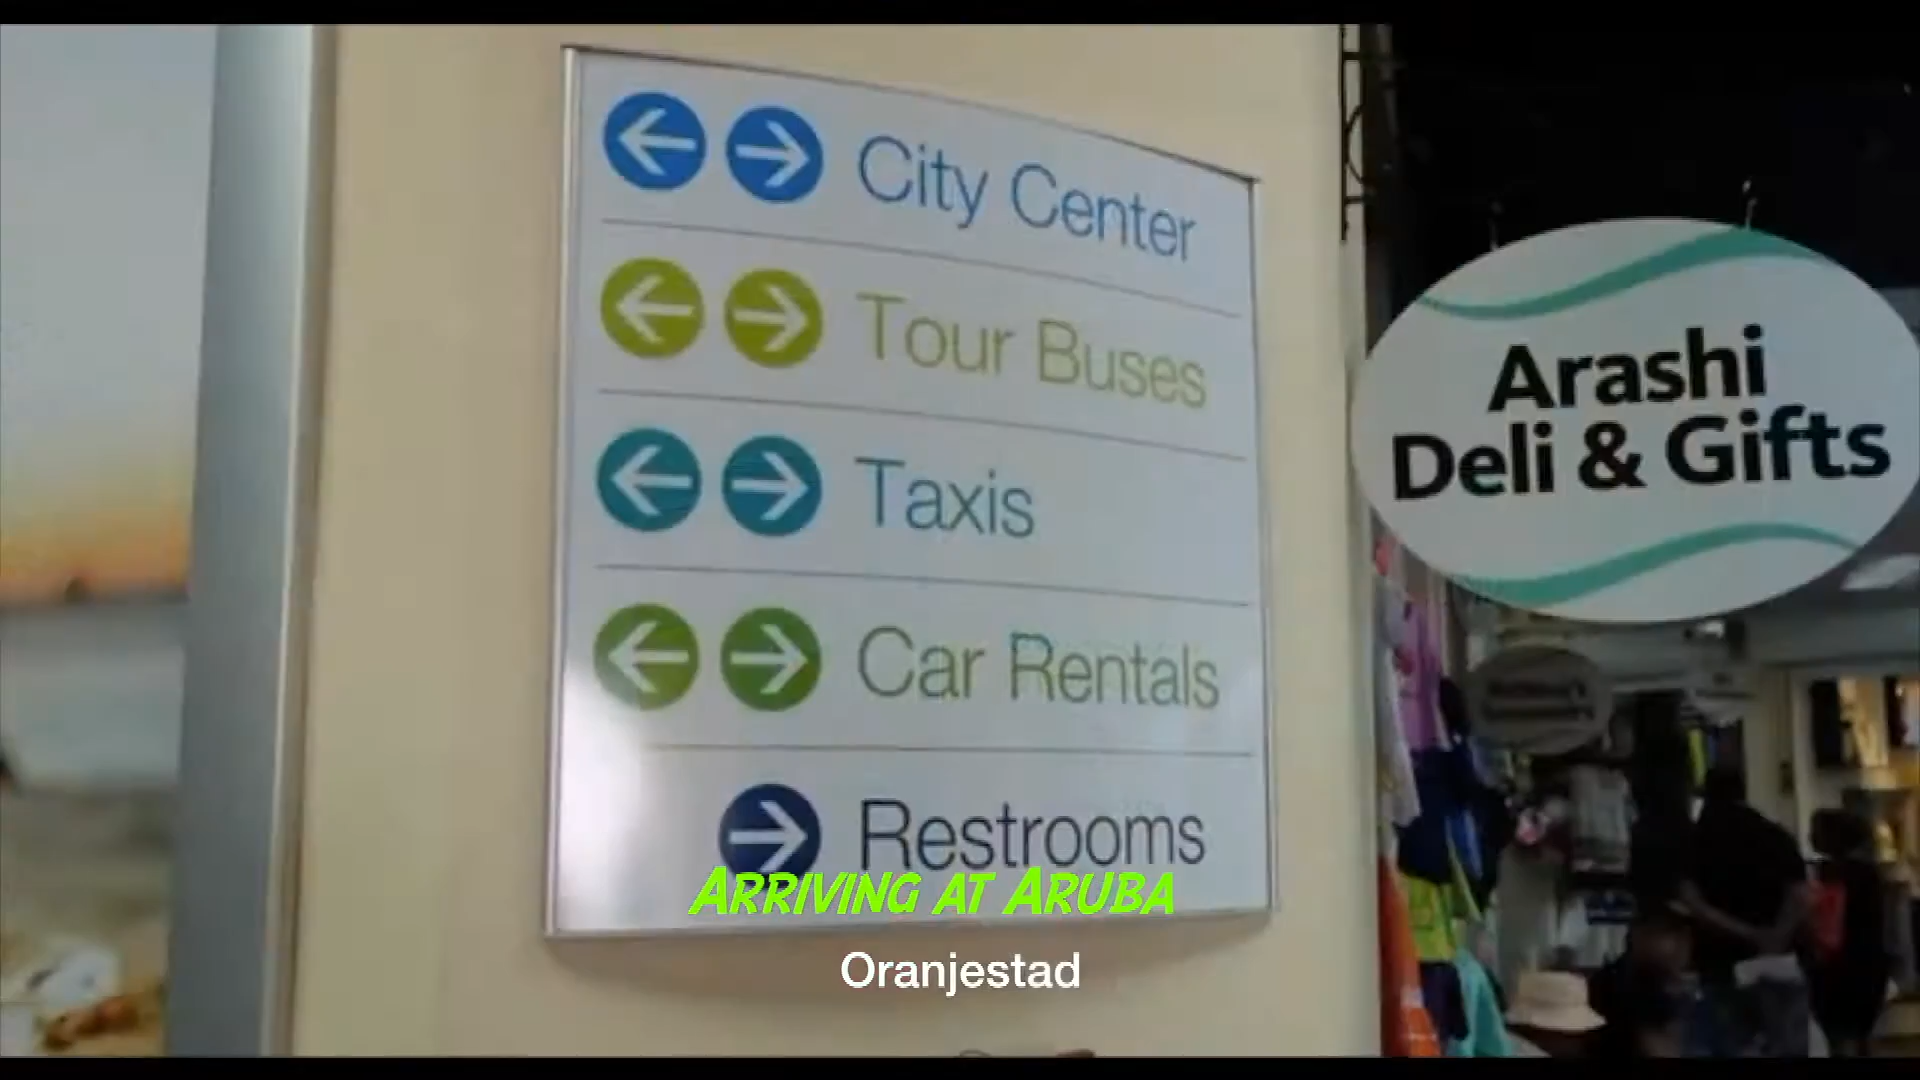 City Center
Tour Buses
Taxis
Car Rentals
Restrooms
Arashi
Deli & Gifts
ARRIVING AT ARUBA
Oranjestad